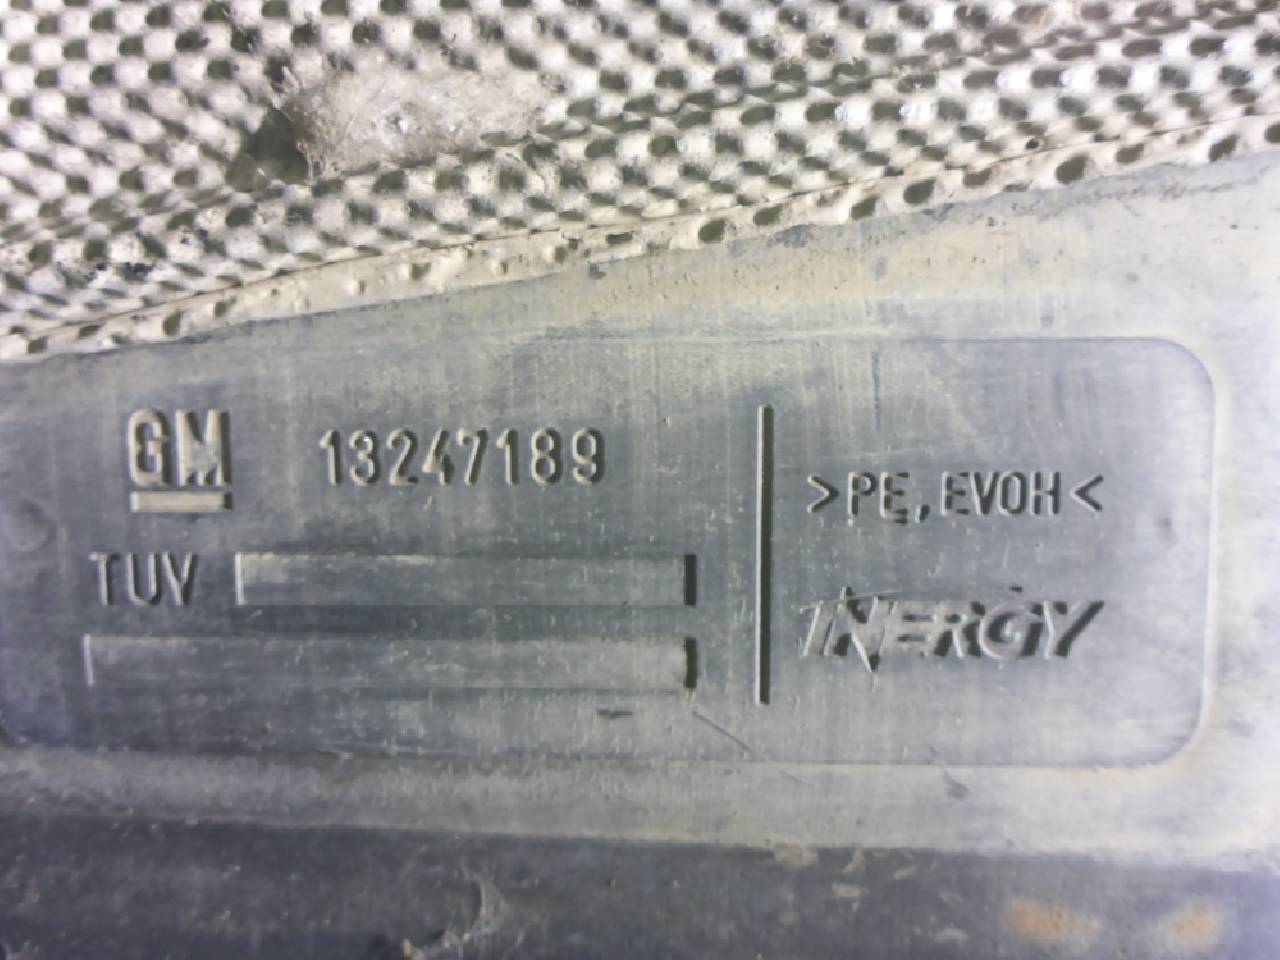 GM 13247189
TUV
>PE, EVOH<
INERGY